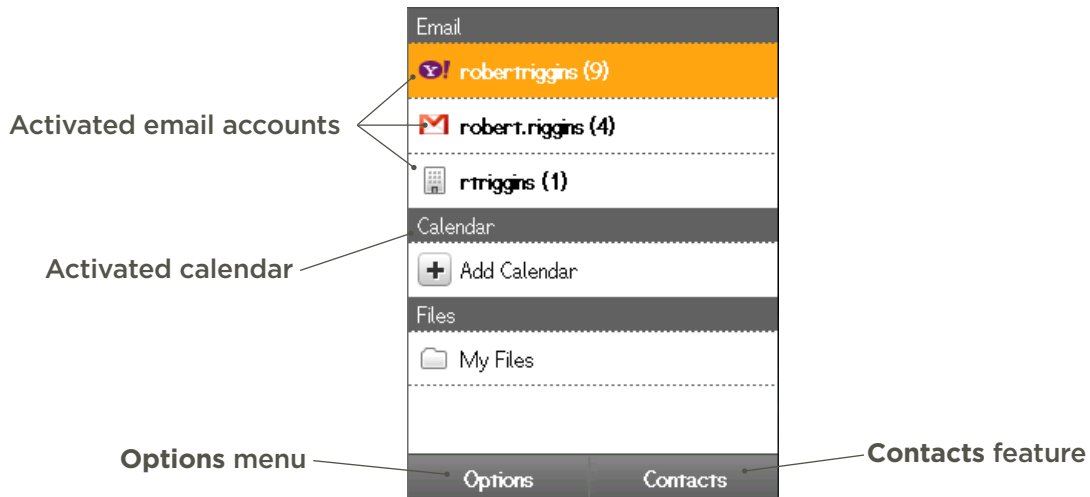 Email
Y! robertriggins (9)
Activated email accounts
robert.riggins (4)
rtriggins (1)
Calendar
Activated calendar
Add Calendar
Files
My Files
Options menu
Contacts feature
Options Contacts